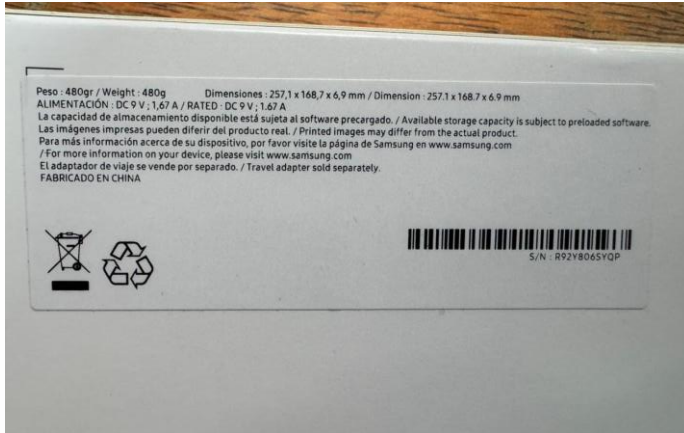 Peso : 480gr / Weight : 480g Dimensiones : 257,1 x 168,7 x 6,9 mm / Dimension : 257.1 x 168.7 x 6.9 mm
ALIMENTACIÓN : DC 9 V ; 1,67 A / RATED : DC 9 V ; 1.67 A
La capacidad de almacenamiento disponible está sujeta al software precargado. / Available storage capacity is subject to preloaded software.
Las imágenes impresas pueden diferir del producto real. / Printed images may differ from the actual product.
Para más información acerca de su dispositivo, por favor visite la página de Samsung en www.samsung.com
/ For more information on your device, please visit www.samsung.com
El adaptador de viaje se vende por separado. / Travel adapter sold separately.
FABRICADO EN CHINA
S/N : R92Y806SYQP